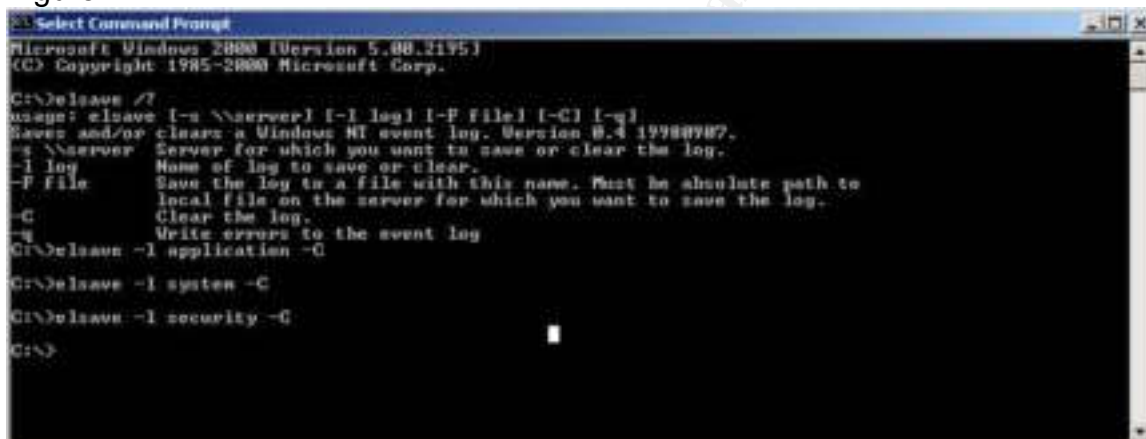 Select Command Prompt
Microsoft Windows 2000 [Version 5.00.2195]
(C) Copyright 1985-2000 Microsoft Corp.
C:\>elsave /?
usage: elsave [-s \\server] [-l log] [-F file] [-C] [-q]
Saves and/or clears a Windows NT event log. Version 0.4 19980907.
-s \\server Server for which you want to save or clear the log.
-l log Name of log to save or clear.
-F file Save the log to a file with this name. Must be absolute path to
local file on the server for which you want to save the log.
-C Clear the log.
-q Write errors to the event log
C:\>elsave -l application -C
C:\>elsave -l system -C
C:\>elsave -l security -C
C:\>